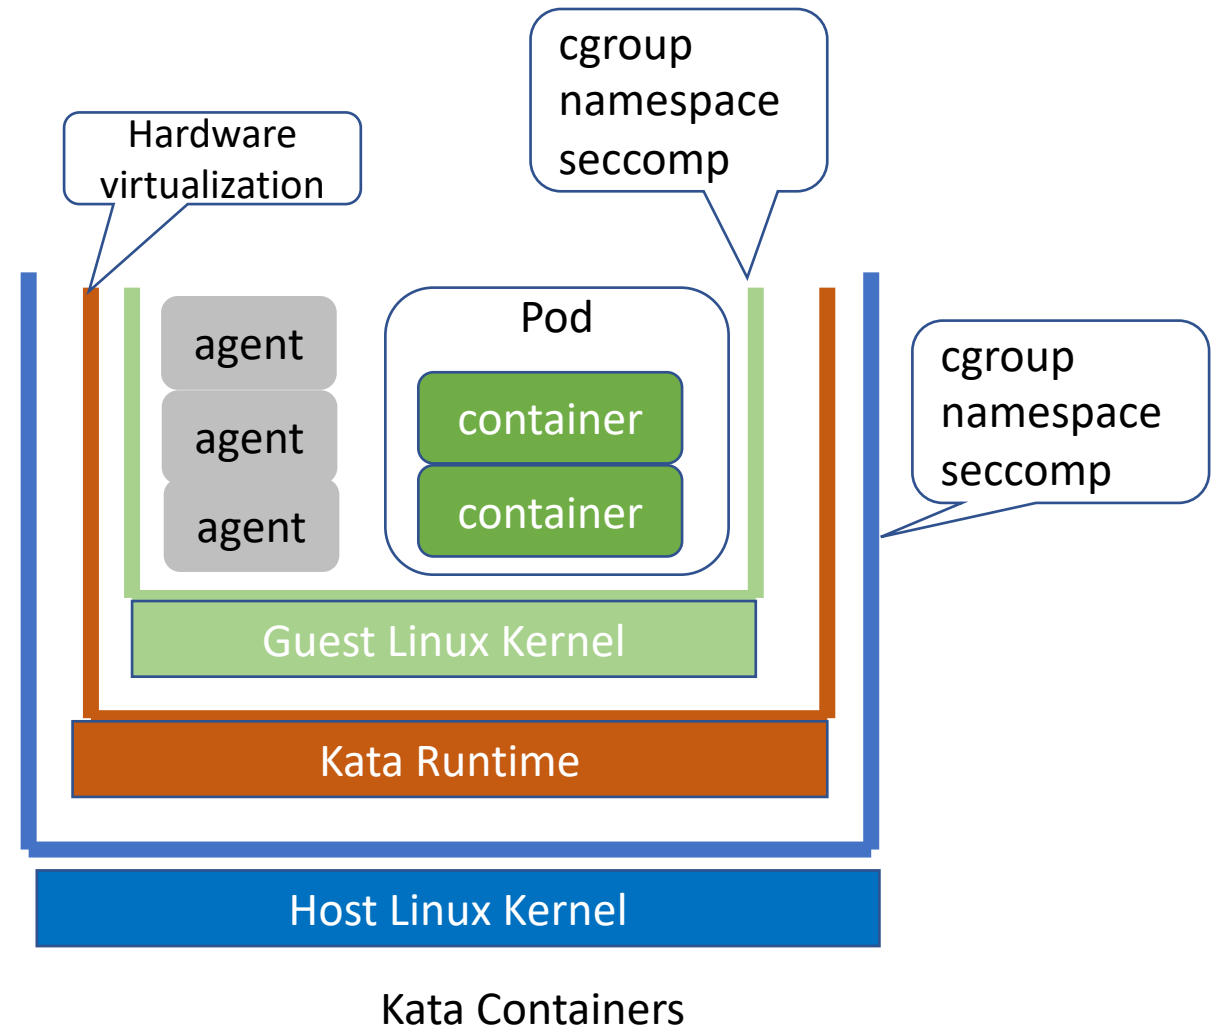 Hardware
virtualization
cgroup
namespace
seccomp
cgroup
namespace
seccomp
agent
agent
agent
Pod
container
container
Guest Linux Kernel
Kata Runtime
Host Linux Kernel
Kata Containers